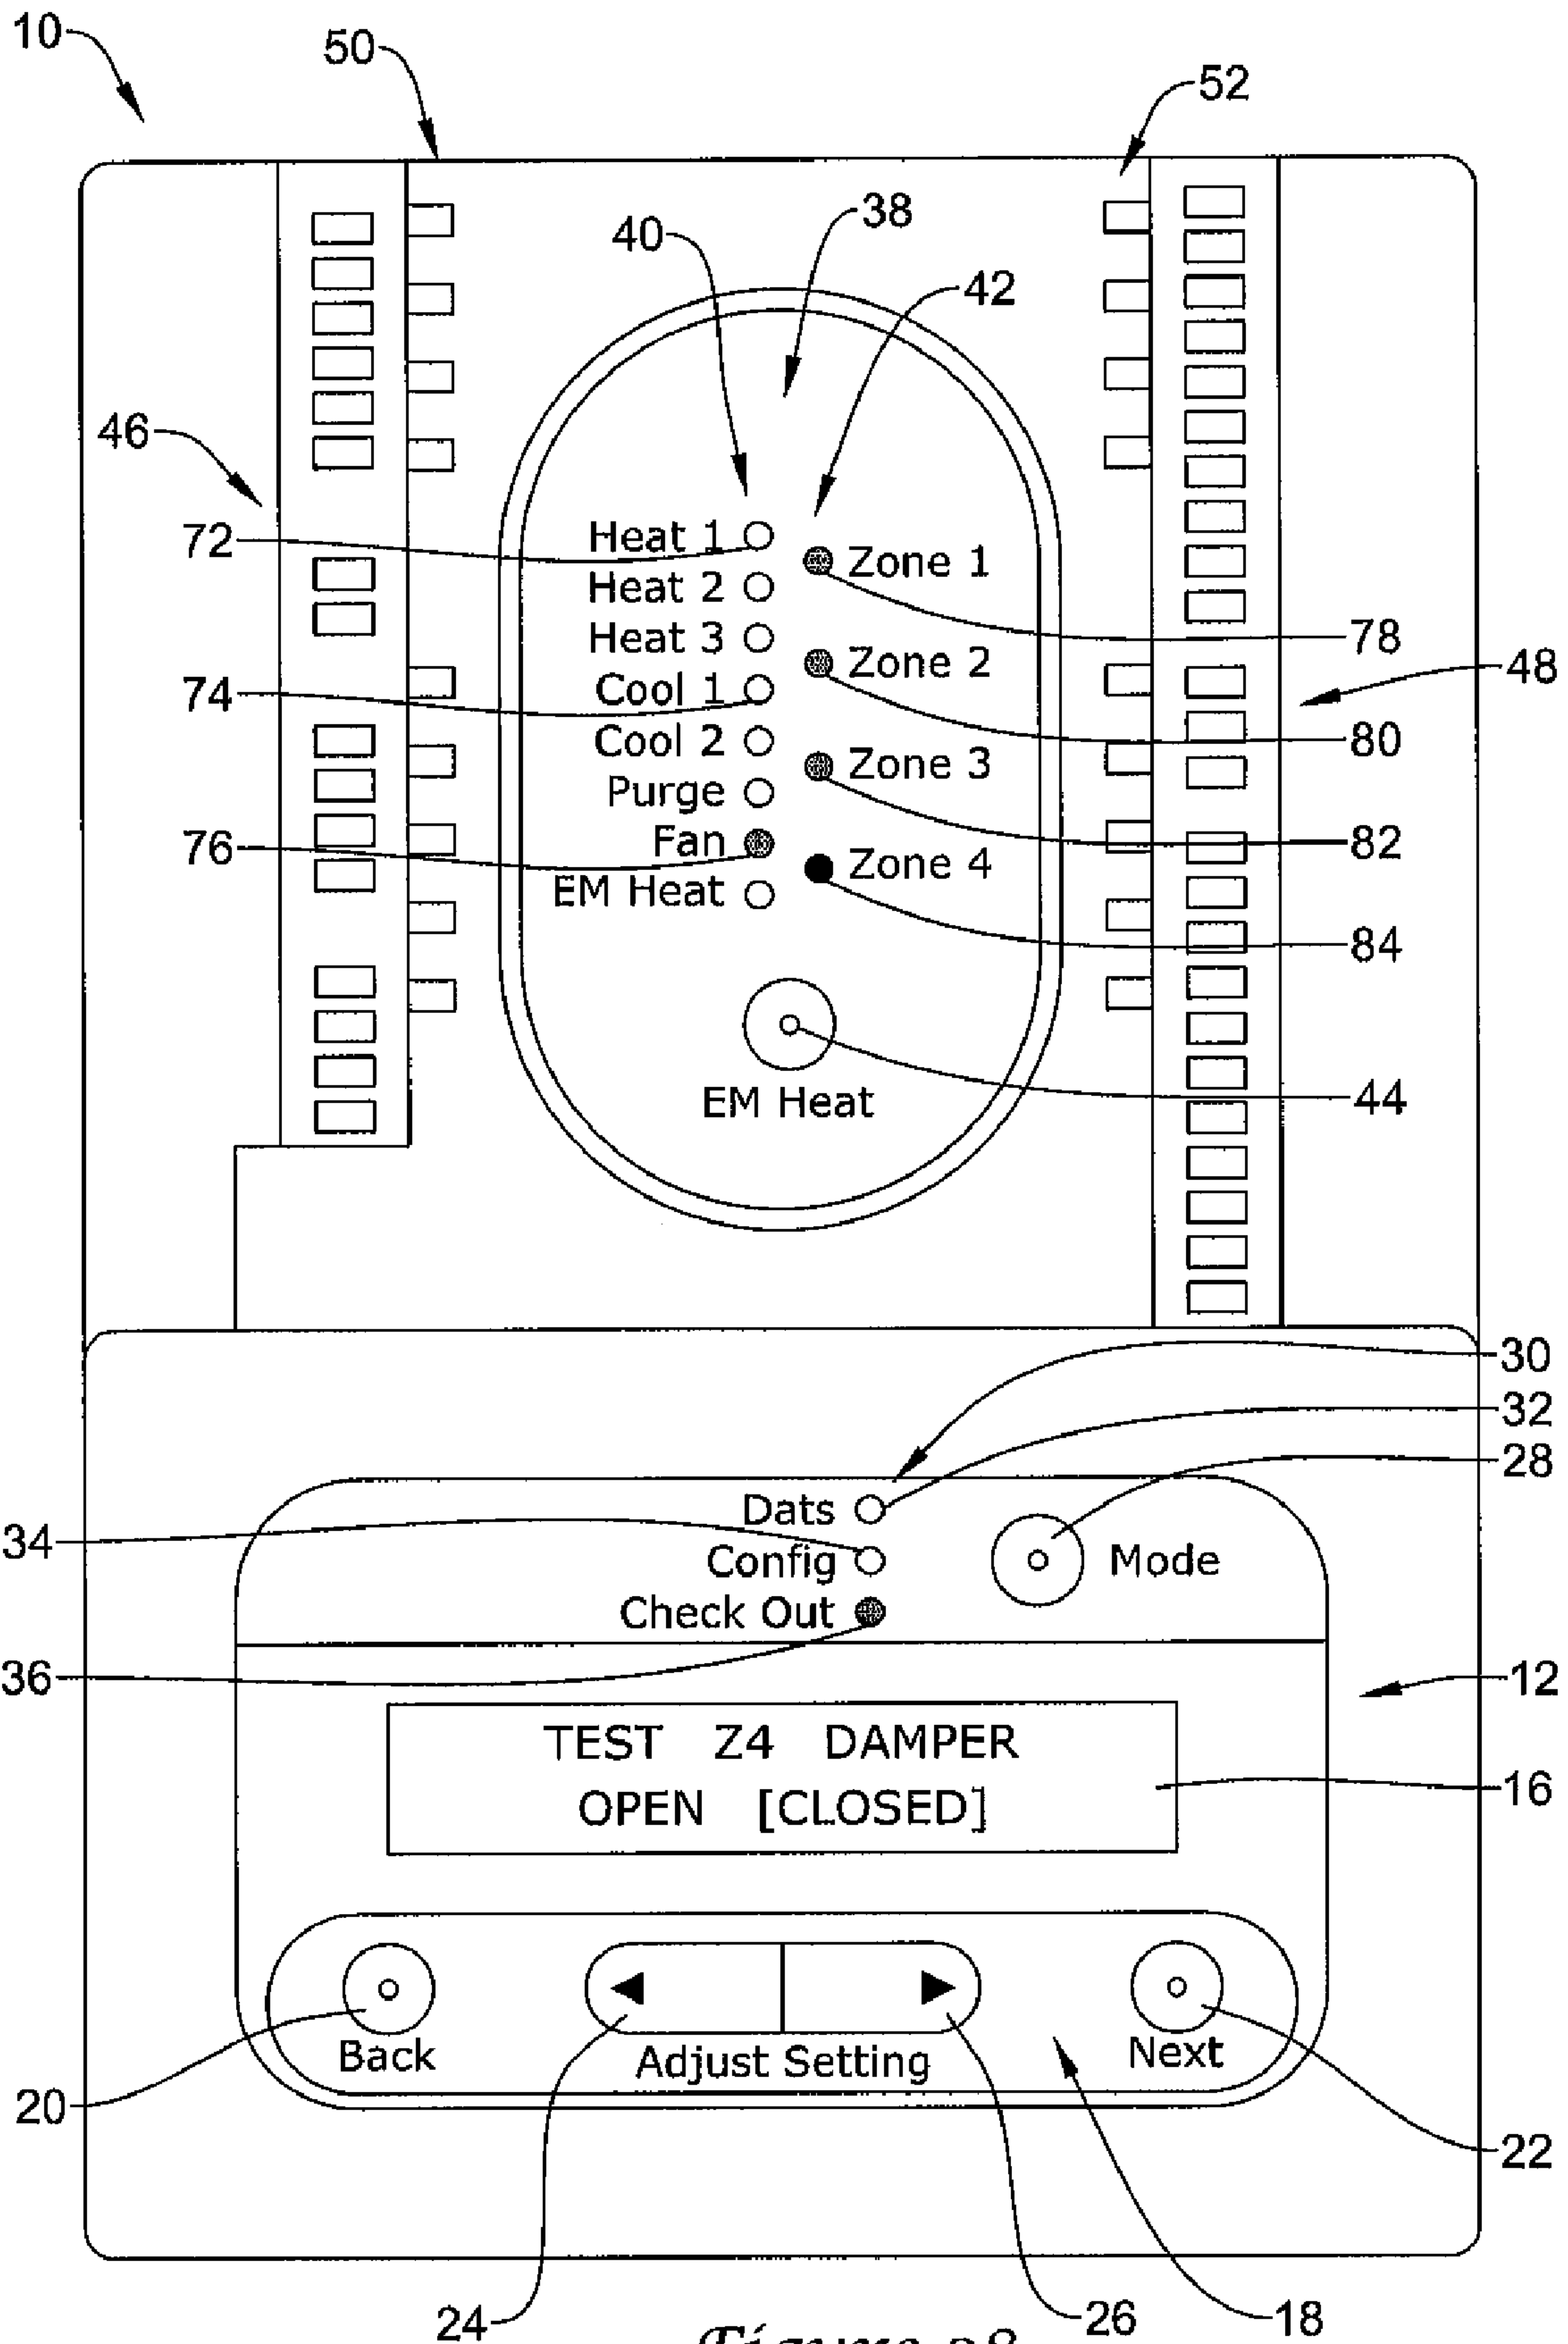 10
50
52
38
40
42
46
72
Heat 1
Zone 1
Heat 2
78
Heat 3
Zone 2
48
74
Cool 1
80
Cool 2
Zone 3
Purge
76
Fan
82
Zone 4
EM Heat
84
44
EM Heat
30
32
28
Dats
34
Config
Mode
Check Out
36
12
TEST Z4 DAMPER
OPEN [CLOSED]
16
Back
Adjust Setting
Next
20
22
24
26
18
Figure